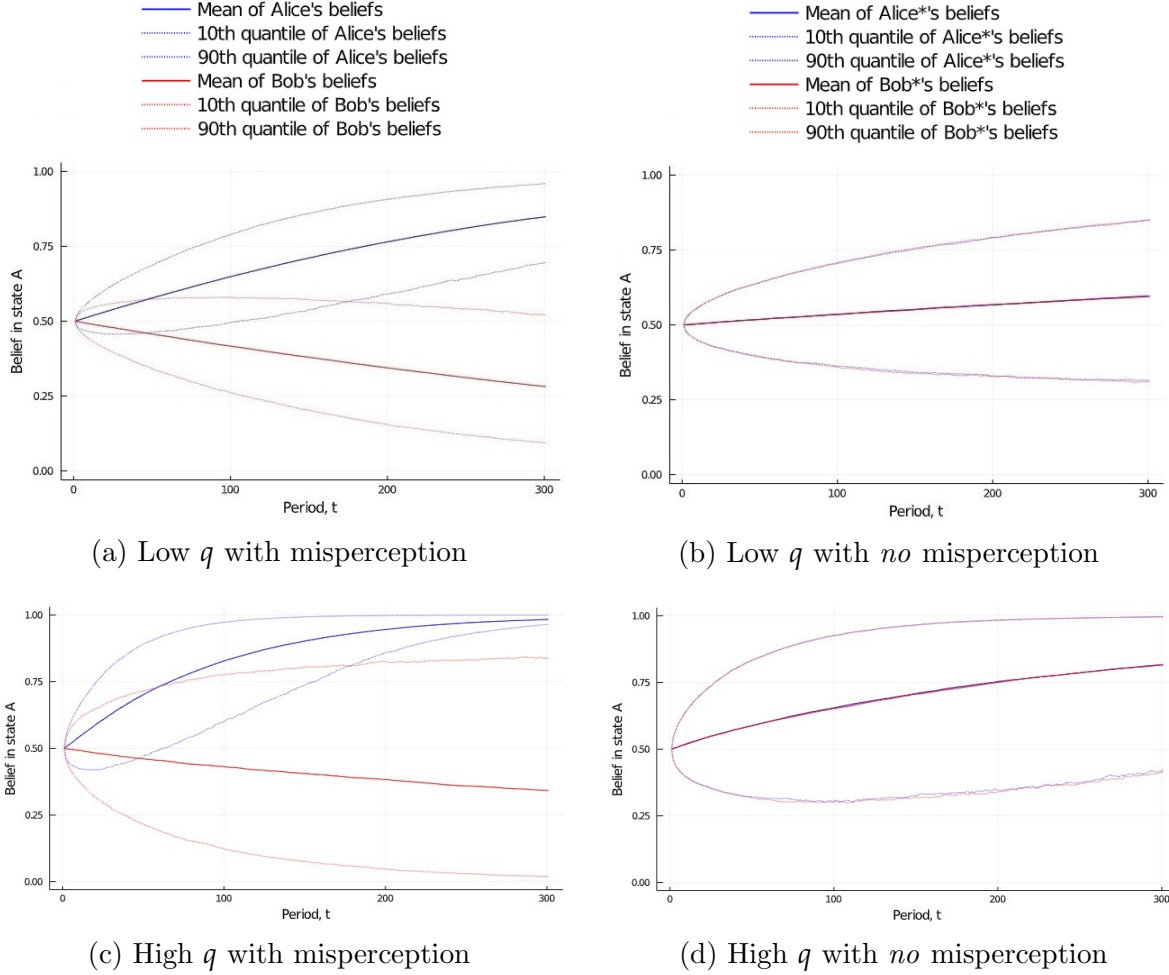 Mean of Alice's beliefs
10th quantile of Alice's beliefs
90th quantile of Alice's beliefs
Mean of Bob's beliefs
10th quantile of Bob's beliefs
90th quantile of Bob's beliefs
1.00
0.75
0.50
0.25
0.00
Belief in state A
0
100
200
300
Period, t
(a) Low q with misperception
Mean of Alice*'s beliefs
10th quantile of Alice*'s beliefs
90th quantile of Alice*'s beliefs
Mean of Bob*'s beliefs
10th quantile of Bob*'s beliefs
90th quantile of Bob*'s beliefs
1.00
0.75
0.50
0.25
0.00
Belief in state A
0
100
200
300
Period, t
(b) Low q with no misperception
1.00
0.75
0.50
0.25
0.00
Belief in state A
0
100
200
300
Period, t
(c) High q with misperception
1.00
0.75
0.50
0.25
0.00
Belief in state A
0
100
200
300
Period, t
(d) High q with no misperception